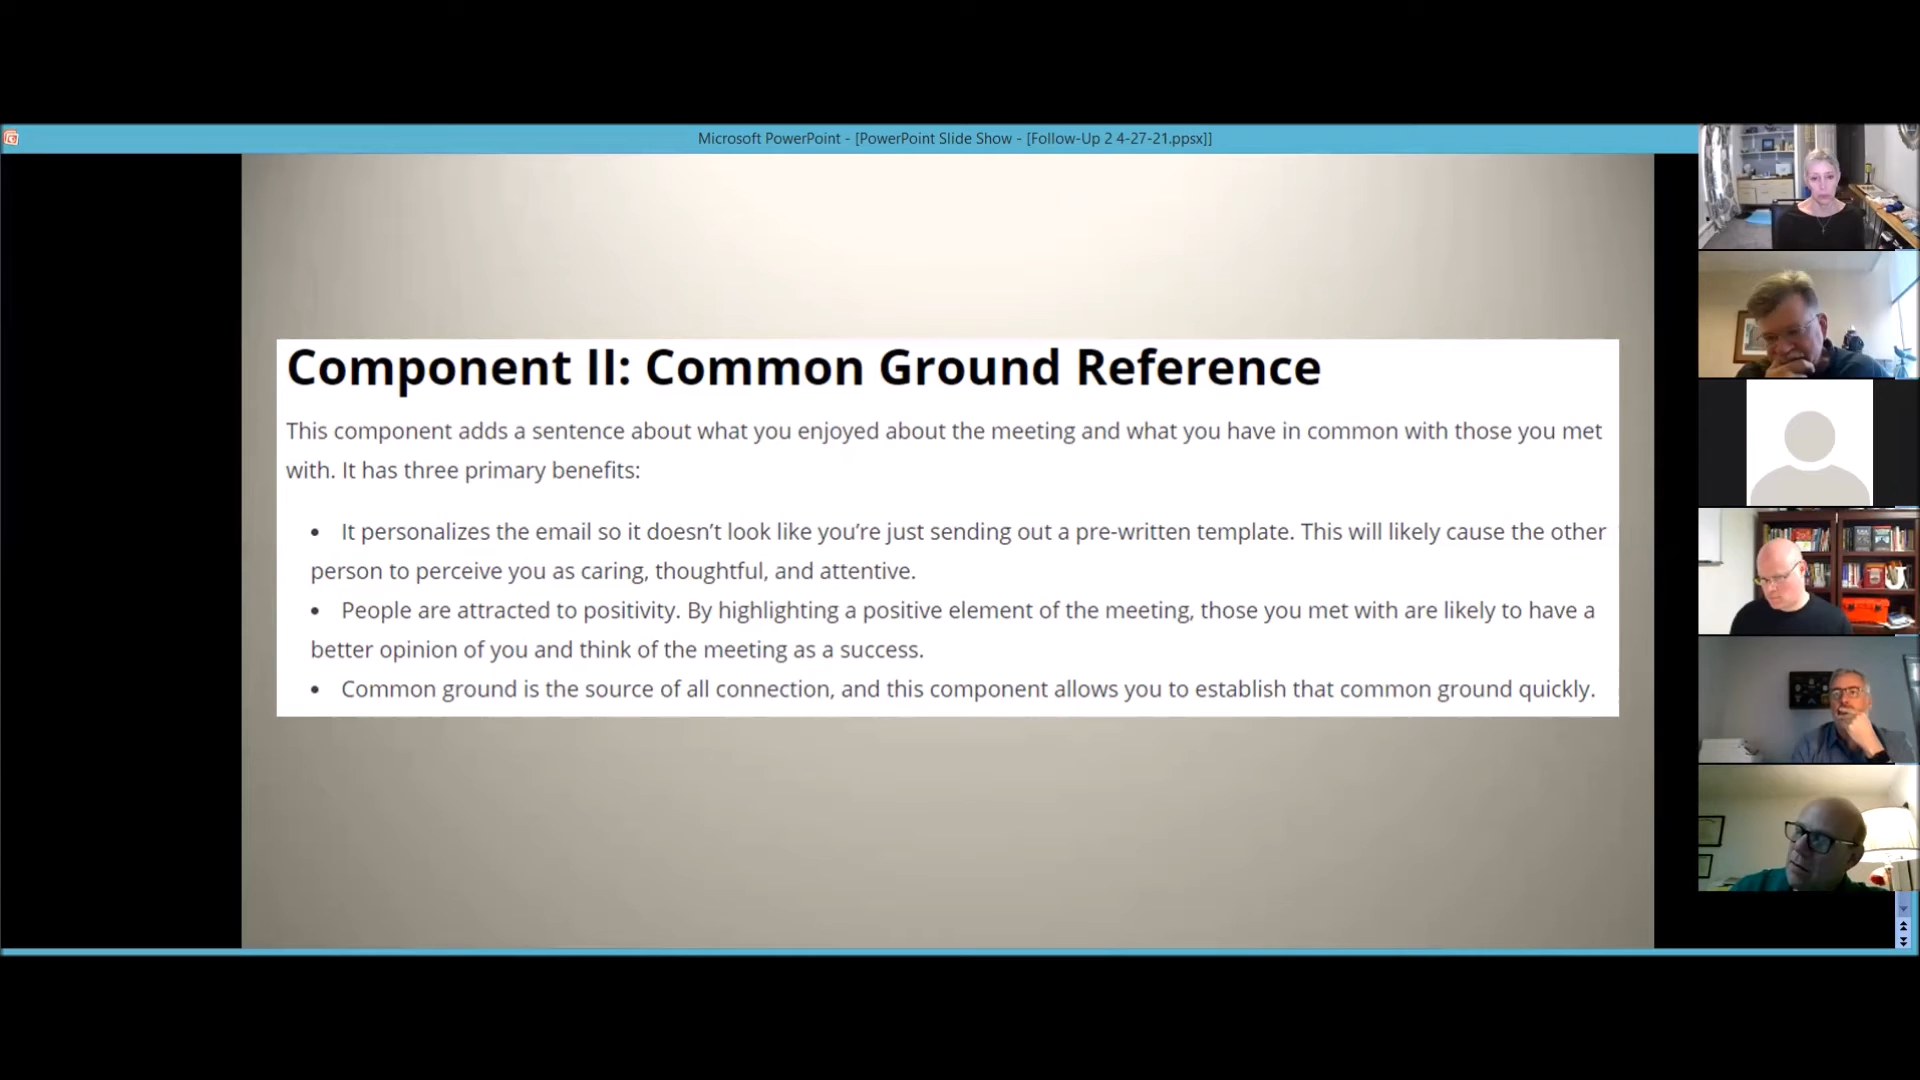 Microsoft PowerPoint - [PowerPoint Slide Show - [Follow-Up 2 4-27-21.ppsx]]
Component II: Common Ground Reference
This component adds a sentence about what you enjoyed about the meeting and what you have in common with those you met
with. It has three primary benefits:
• It personalizes the email so it doesn’t look like you’re just sending out a pre-written template. This will likely cause the other
person to perceive you as caring, thoughtful, and attentive.
• People are attracted to positivity. By highlighting a positive element of the meeting, those you met with are likely to have a
better opinion of you and think of the meeting as a success.
• Common ground is the source of all connection, and this component allows you to establish that common ground quickly.